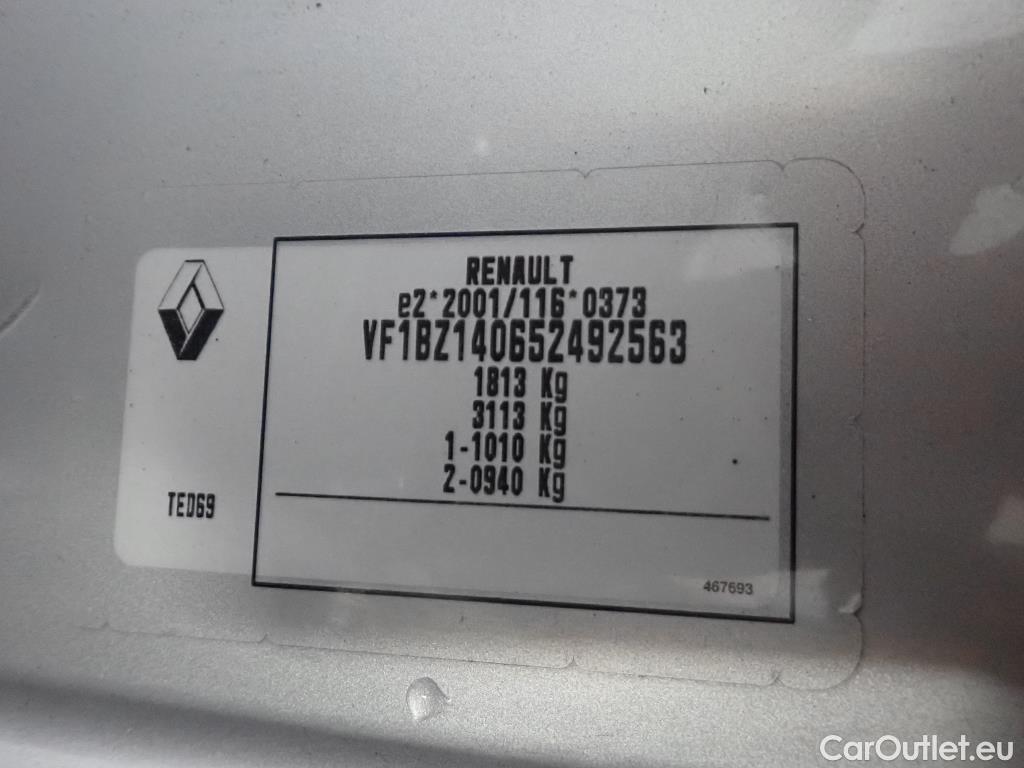 RENAULT
e2*2001/116*0373
VF1BZ140652492563
1813 Kg
3113 Kg
1-1010 Kg
2-0940 Kg
TED69
467693
CarOutlet.eu